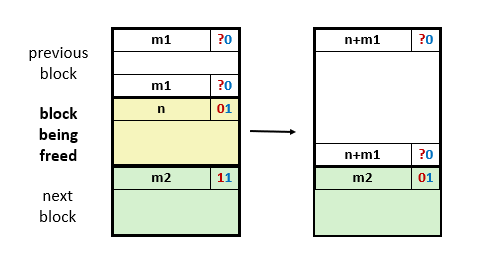 m1 ?0 n+m1 ?0
previous
block
m1 ?0
block
being
freed
n 01
n+m1 ?0
m2 11 m2 01
next
block